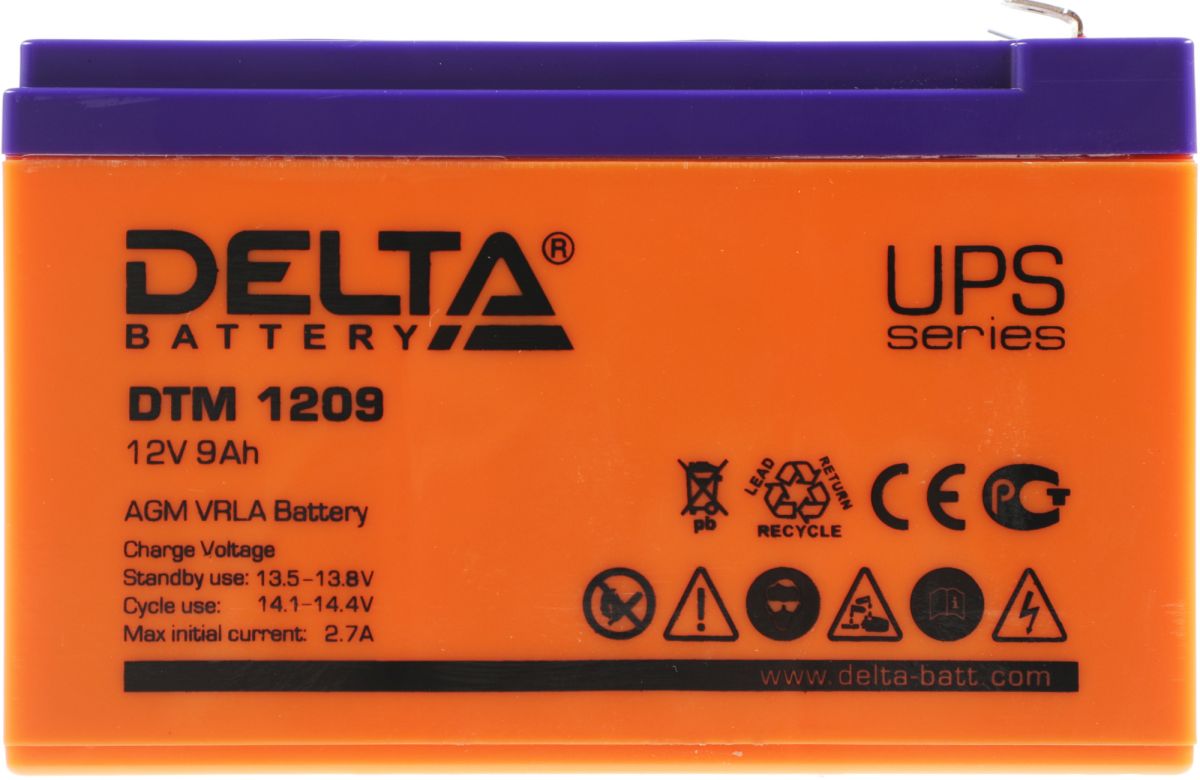 DELTA®
BATTERY
UPS
series
DTM 1209
12V 9Ah
AGM VRLA Battery
Charge Voltage
Standby use: 13.5-13.8V
Cycle use: 14.1-14.4V
Max initial current: 2.7A
pb
LEAD RETURN
RECYCLE
CE
РСТ
www.delta-batt.com